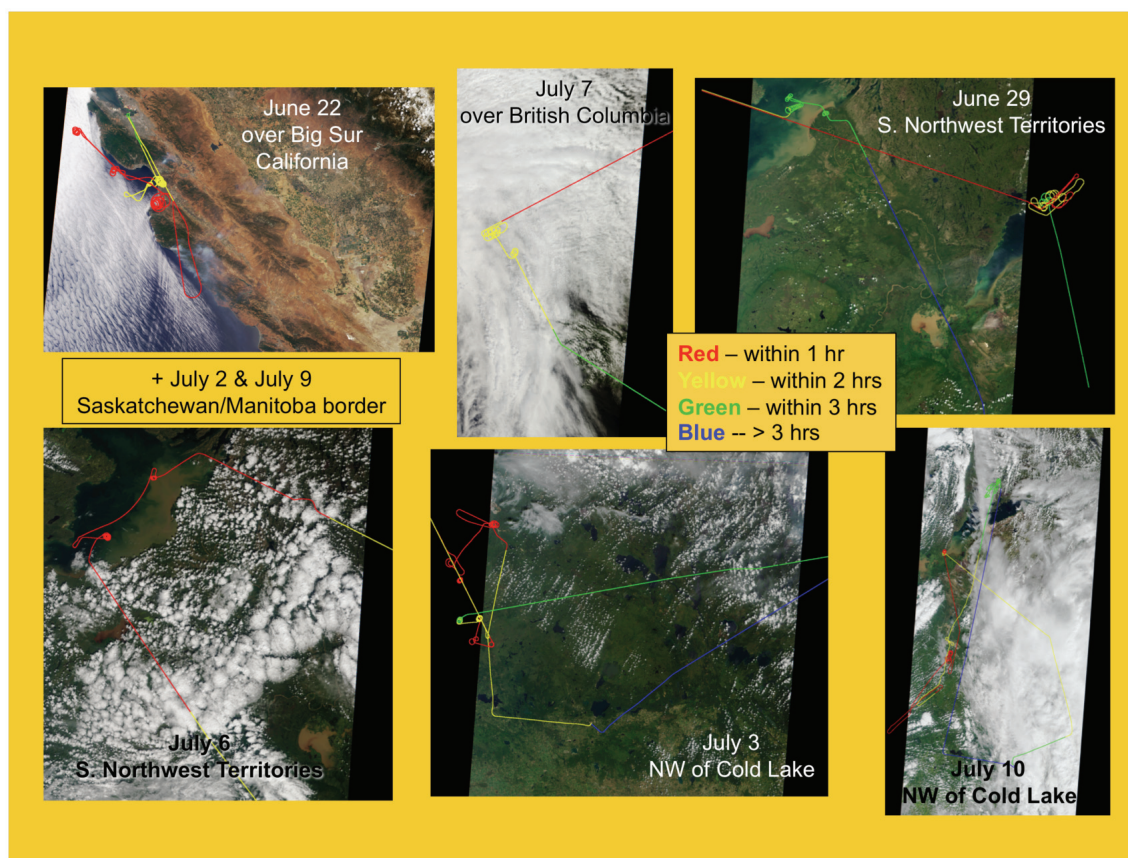 June 22
over Big Sur
California
July 7
over British Columbia
June 29
S. Northwest Territories
+ July 2 & July 9
Saskatchewan/Manitoba border
Red – within 1 hr
Yellow – within 2 hrs
Green – within 3 hrs
Blue -- > 3 hrs
July 6
S. Northwest Territories
July 3
NW of Cold Lake
July 10
NW of Cold Lake